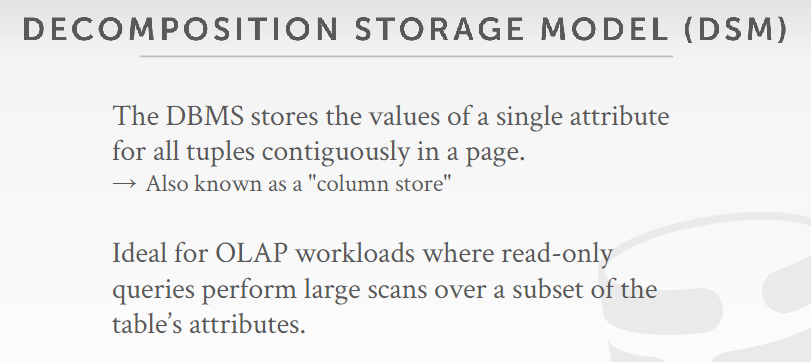 DECOMPOSITION STORAGE MODEL (DSM)
The DBMS stores the values of a single attribute
for all tuples contiguously in a page.
→ Also known as a "column store"
Ideal for OLAP workloads where read-only
queries perform large scans over a subset of the
table’s attributes.